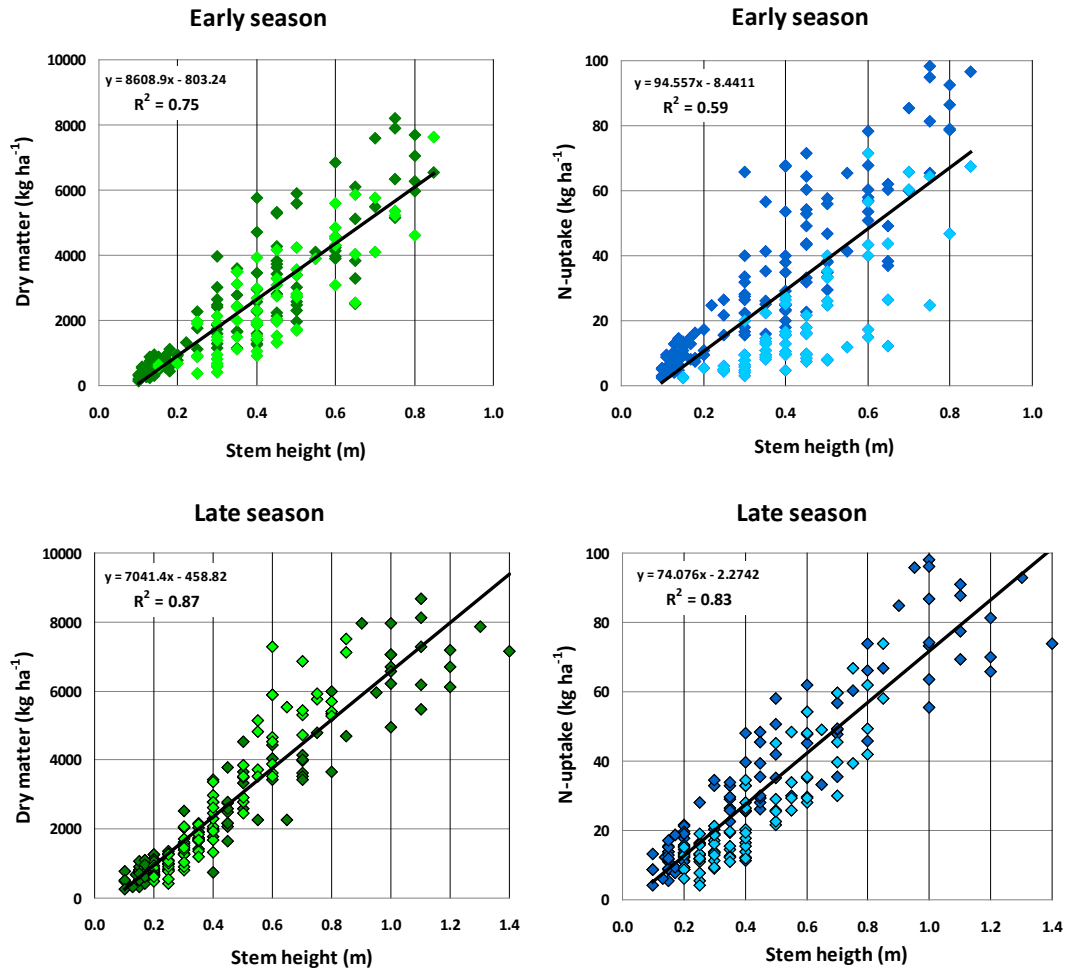 Early season
y = 8608.9x - 803.24
R² = 0.75
Dry matter (kg ha⁻¹)
10000
8000
6000
4000
2000
0
0.0 0.2 0.4 0.6 0.8 1.0
Stem height (m)
Early season
y = 94.557x - 8.4411
R² = 0.59
N-uptake (kg ha⁻¹)
100
80
60
40
20
0
0.0 0.2 0.4 0.6 0.8 1.0
Stem heigth (m)
Late season
y = 7041.4x - 458.82
R² = 0.87
Dry matter (kg ha⁻¹)
10000
8000
6000
4000
2000
0
0.0 0.2 0.4 0.6 0.8 1.0 1.2 1.4
Stem height (m)
Late season
y = 74.076x - 2.2742
R² = 0.83
N-uptake (kg ha⁻¹)
100
80
60
40
20
0
0.0 0.2 0.4 0.6 0.8 1.0 1.2 1.4
Stem heigth (m)